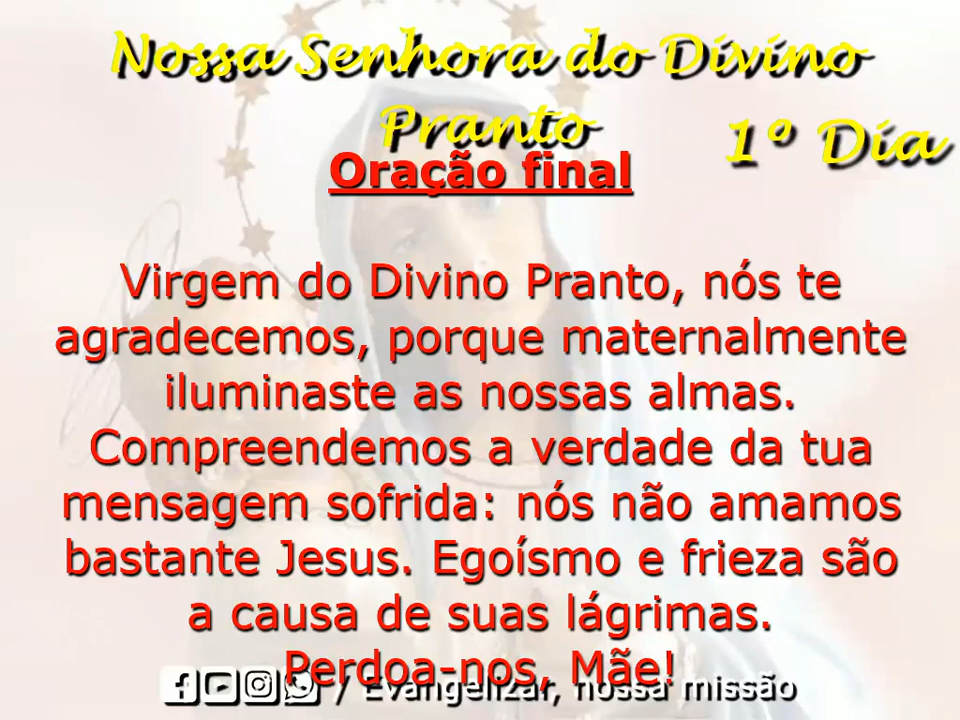 Nossa Senhora do Divino
Pranto
1º Dia
Oração final
Virgem do Divino Pranto, nós te
agradecemos, porque maternalmente
iluminaste as nossas almas.
Compreendemos a verdade da tua
mensagem sofrida: nós não amamos
bastante Jesus. Egoísmo e frieza são
a causa de suas lágrimas.
Perdoa-nos, Mãe!
/ Evangelizar, nossa missão